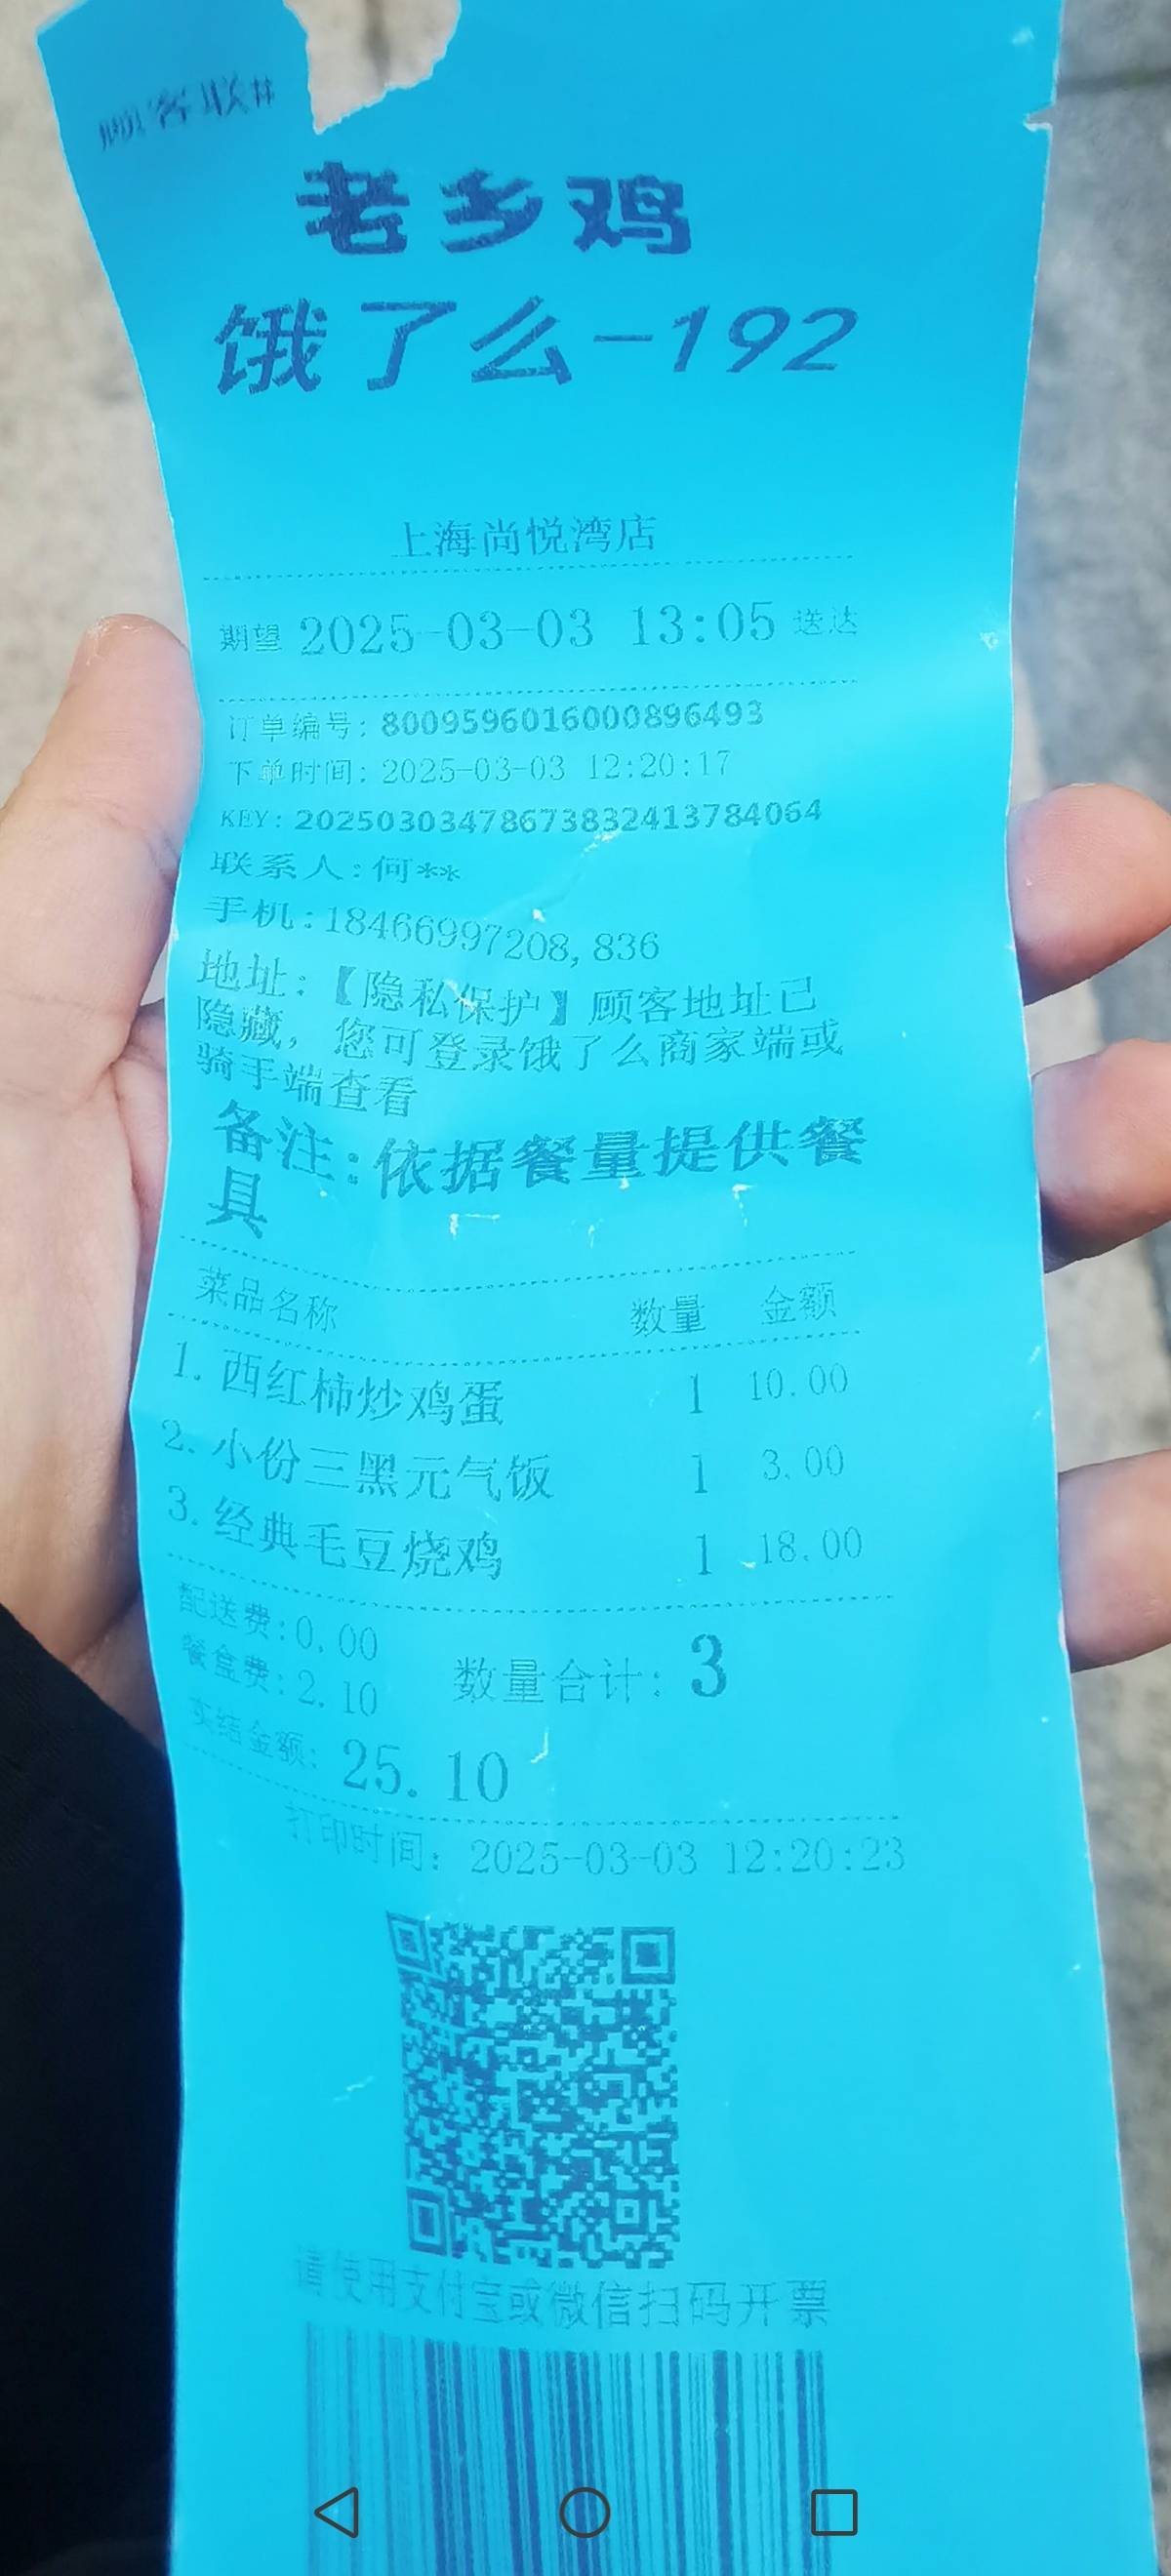 顾客联#
老乡鸡
饿了么-192
上海尚悦湾店
期望 2025-03-03 13:05 送达
订单编号: 8009596016000896493
下单时间: 2025-03-03 12:20:17
KEY: 2025030347867383241378 4064
联系人:何**
手机:18466997208,836
地址:【隐私保护】顾客地址已
隐藏，您可登录饿了么商家端或
骑手端查看
备注:依据餐量提供餐
具
菜品名称 数量 金额
1. 西红柿炒鸡蛋 1 10.00
2. 小份三黑元气饭 1 3.00
3. 经典毛豆烧鸡 1 18.00
配送费:0.00
餐盒费:2.10 数量合计: 3
实结金额: 25.10
打印时间: 2025-03-03 12:20:23
请使用支付宝或微信扫码开票